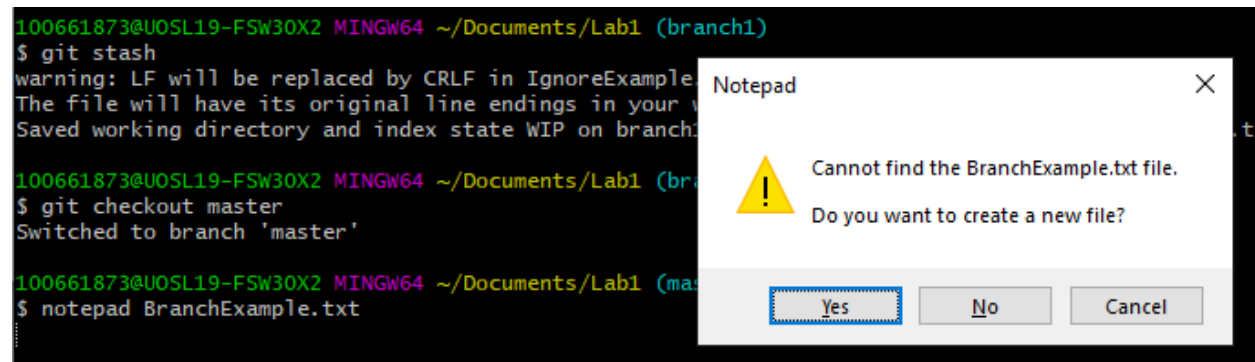 100661873@UOSL19-FSW30X2 MINGW64 ~/Documents/Lab1 (branch1)
$ git stash
warning: LF will be replaced by CRLF in IgnoreExample.
The file will have its original line endings in your
Saved working directory and index state WIP on branch
.t
100661873@UOSL19-FSW30X2 MINGW64 ~/Documents/Lab1 (bra
$ git checkout master
Switched to branch 'master'
100661873@UOSL19-FSW30X2 MINGW64 ~/Documents/Lab1 (mas
$ notepad BranchExample.txt
Notepad
Cannot find the BranchExample.txt file.
Do you want to create a new file?
Yes
No
Cancel